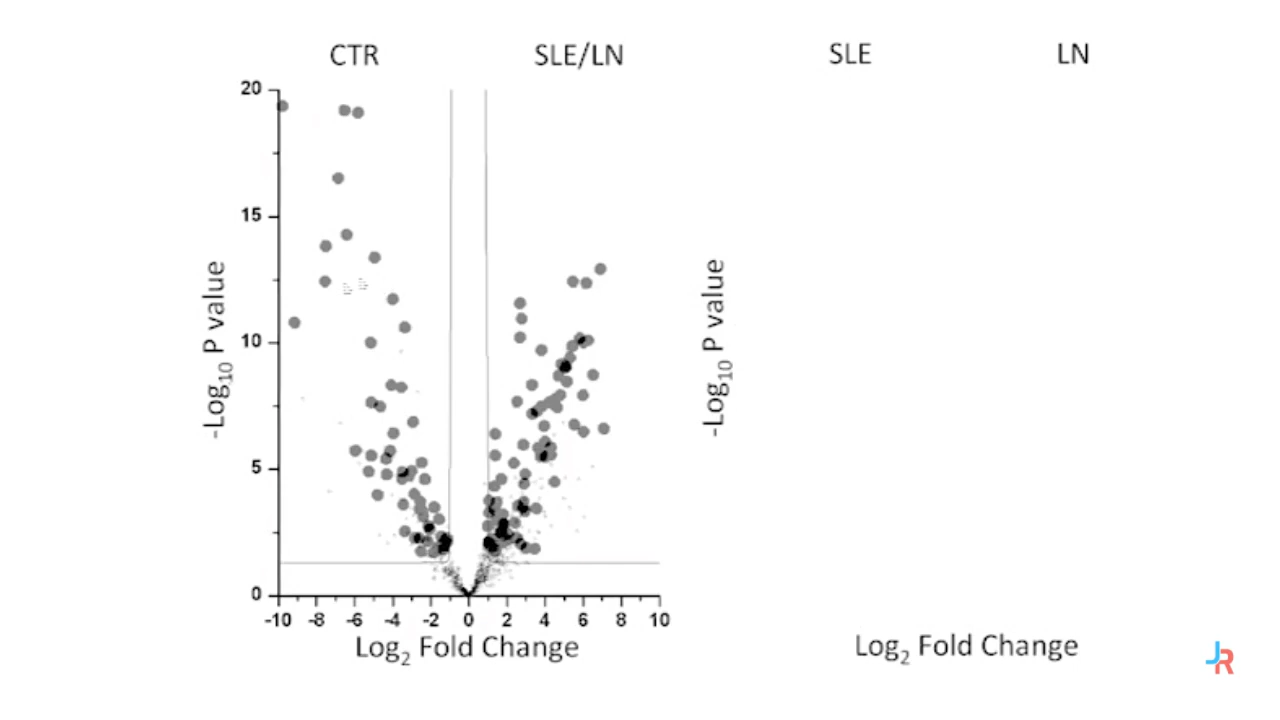 CTR SLE/LN SLE LN
20
15
10
5
0
-Log10 P value
-Log10 P value
-10 -8 -6 -4 -2 0 2 4 6 8 10
Log2 Fold Change
Log2 Fold Change
JR